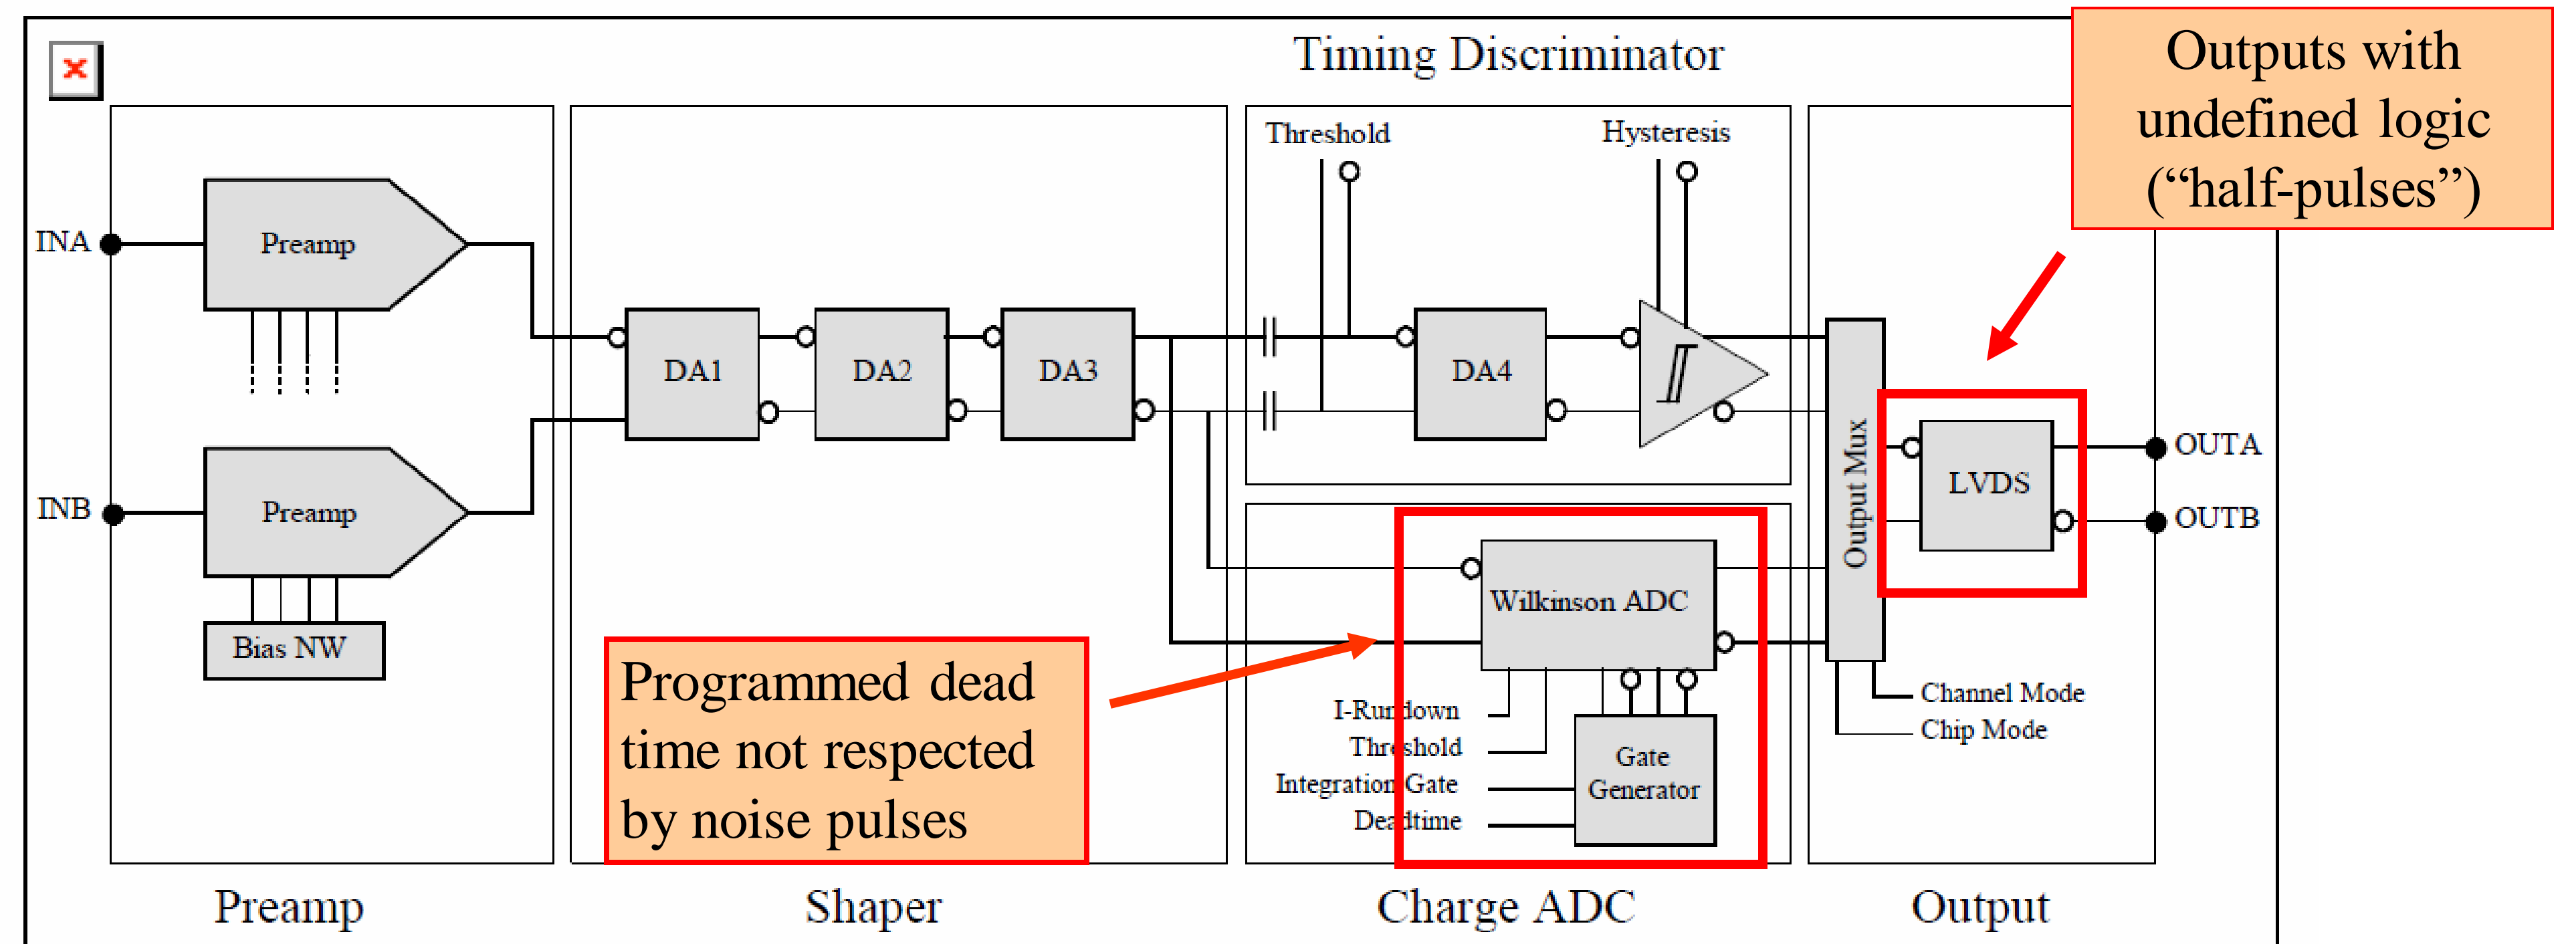 Timing Discriminator
Outputs with
undefined logic
(“half-pulses”)
Threshold
Hysteresis
INA
Preamp
DA1
DA2
DA3
DA4
Output Mux
LVDS
OUTA
OUTB
INB
Preamp
Bias NW
Wilkinson ADC
Programmed dead
time not respected
by noise pulses
I-Rundown
Threshold
Integration Gate
Deadtime
Gate
Generator
Channel Mode
Chip Mode
Preamp
Shaper
Charge ADC
Output